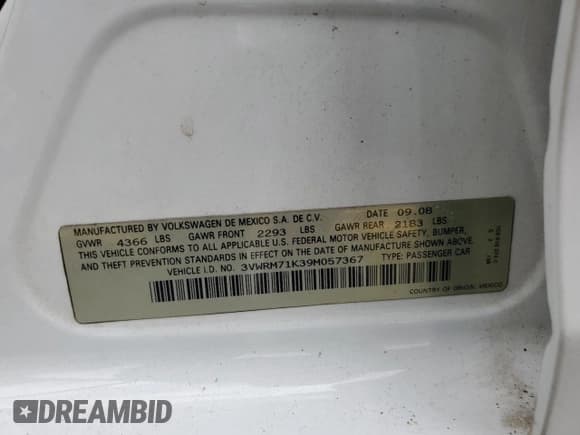 MANUFACTURED BY VOLKSWAGEN DE MEXICO S.A. DE C.V. DATE 09.08
GVWR 4366 LBS GAWR FRONT 2293 LBS GAWR REAR 2183 LBS
THIS VEHICLE CONFORMS TO ALL APPLICABLE U.S. FEDERAL MOTOR VEHICLE SAFETY, BUMPER,
AND THEFT PREVENTION STANDARDS IN EFFECT ON THE DATE OF MANUFACTURE SHOWN ABOVE.
VEHICLE I.D. NO. 3VWRM71K39M057367 TYPE: PASSENGER CAR
COUNTRY OF ORIGIN: MEXICO
DREAMBID